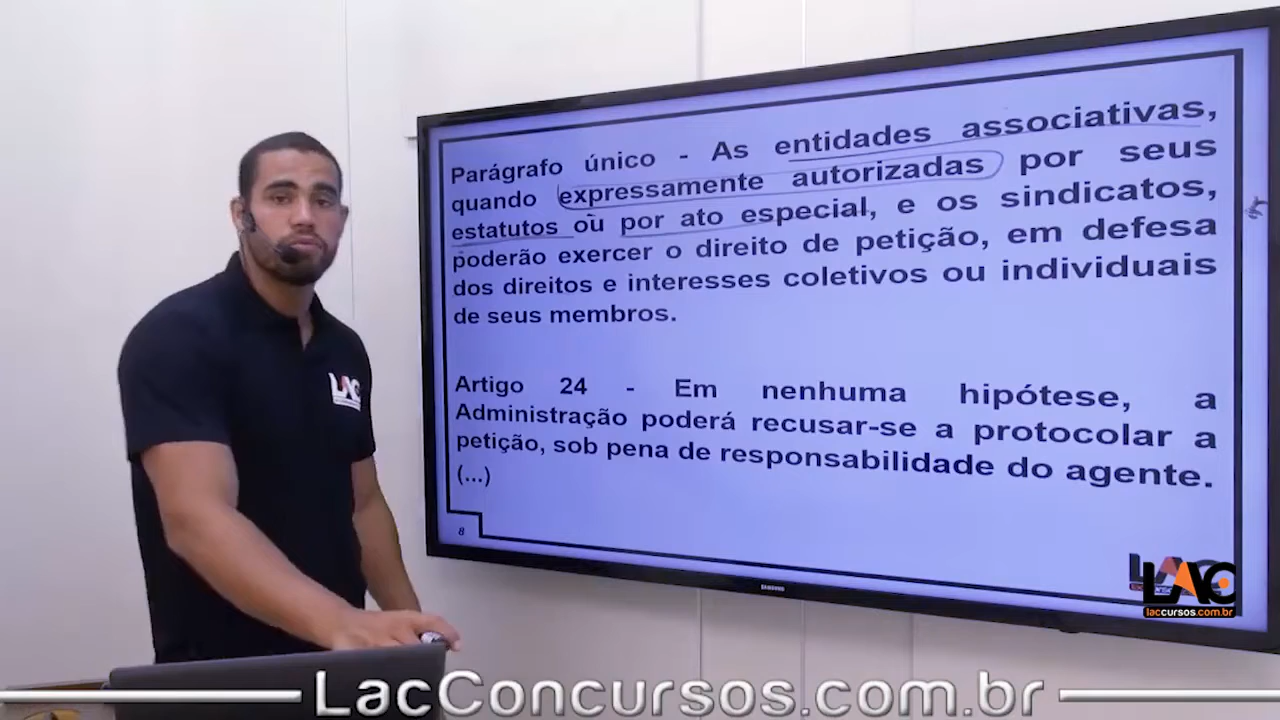 Parágrafo único - As entidades associativas,
quando expressamente autorizadas por seus
estatutos ou por ato especial, e os sindicatos,
poderão exercer o direito de petição, em defesa
dos direitos e interesses coletivos ou individuais
de seus membros.
Artigo 24 - Em nenhuma hipótese, a
Administração poderá recusar-se a protocolar a
petição, sob pena de responsabilidade do agente.
(...)
8
LAC
SAMSUNG
LAC
laccursos.com.br
LacConcursos.com.br